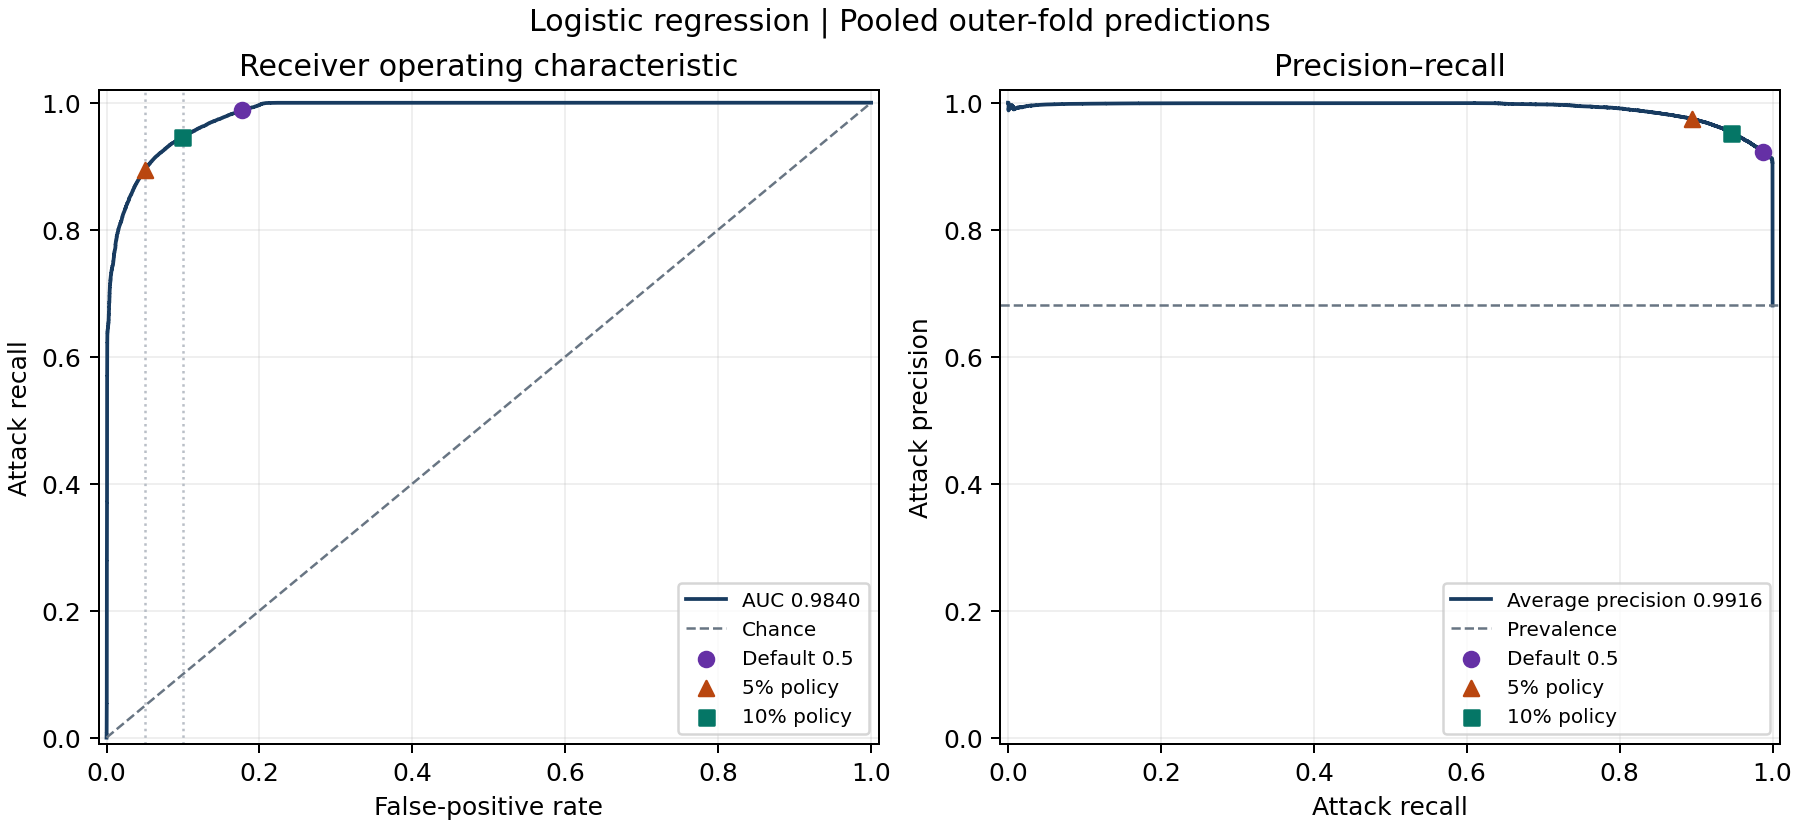 Logistic regression | Pooled outer-fold predictions
Receiver operating characteristic
1.0
0.8
0.6
0.4
0.2
0.0
Attack recall
0.0 0.2 0.4 0.6 0.8 1.0
False-positive rate
AUC 0.9840
Chance
Default 0.5
5% policy
10% policy
Precision–recall
1.0
0.8
0.6
0.4
0.2
0.0
Attack precision
0.0 0.2 0.4 0.6 0.8 1.0
Attack recall
Average precision 0.9916
Prevalence
Default 0.5
5% policy
10% policy